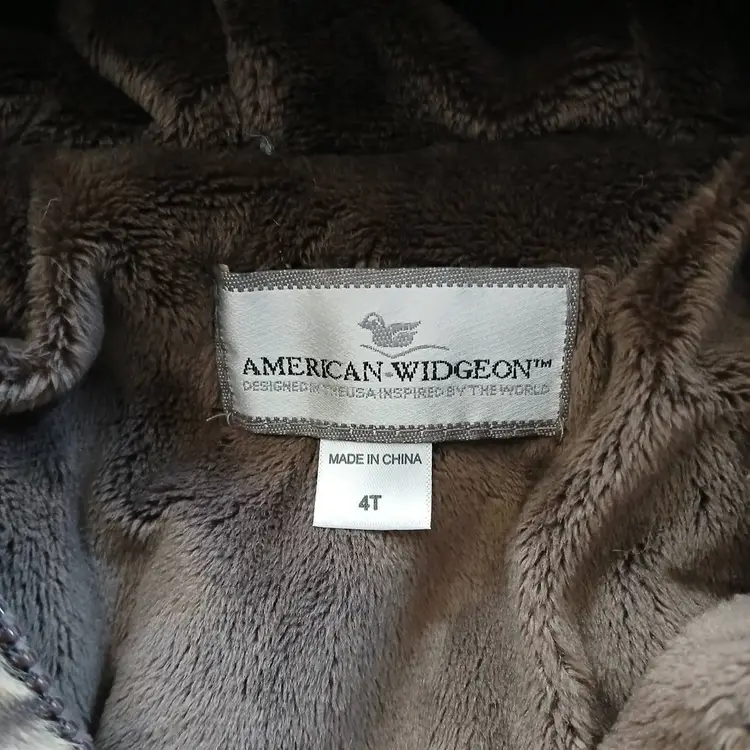 AMERICAN WIDGEON™
DESIGNED IN THE USA INSPIRED BY THE WORLD
MADE IN CHINA
4T